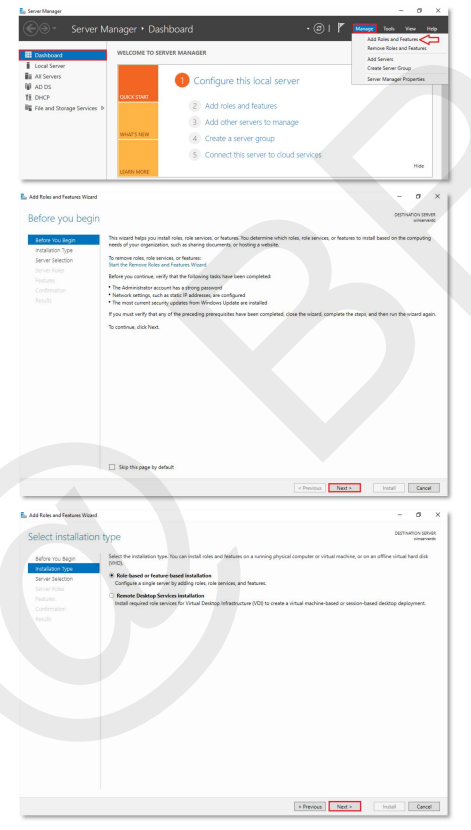 Server Manager
Server Manager • Dashboard
Manage Tools View Help
Add Roles and Features
Remove Roles and Features
Add Servers
Create Server Group
Server Manager Properties
Dashboard
Local Server
All Servers
AD DS
DHCP
File and Storage Services
WELCOME TO SERVER MANAGER
QUICK START
WHAT'S NEW
LEARN MORE
1 Configure this local server
2 Add roles and features
3 Add other servers to manage
4 Create a server group
5 Connect this server to cloud services
Hide
Add Roles and Features Wizard
Before you begin
DESTINATION SERVER
Before You Begin
Installation Type
Server Selection
Server Roles
Features
Confirmation
Results
This wizard helps you install roles, role services, or features. You determine which roles, role services, or features to install based on the computing
needs of your organization, such as sharing documents, or hosting a website.
To remove roles, role services, or features:
Start the Remove Roles and Features Wizard
Before you continue, verify that the following tasks have been completed:
• The Administrator account has a strong password
• Network settings, such as static IP addresses, are configured
• The most current security updates from Windows Update are installed
If you must verify that any of the preceding prerequisites have been completed, close the wizard, complete the steps, and then run the wizard again.
To continue, click Next.
Skip this page by default
< Previous Next > Install Cancel
Add Roles and Features Wizard
Select installation type
DESTINATION SERVER
Before You Begin
Installation Type
Server Selection
Server Roles
Features
Confirmation
Results
Select the installation type. You can install roles and features on a running physical computer or virtual machine, or on an offline virtual hard disk
(VHD).
Role-based or feature-based installation
Configure a single server by adding roles, role services, and features.
Remote Desktop Services installation
Install required role services for Virtual Desktop Infrastructure (VDI) to create a virtual machine-based or session-based desktop deployment.
< Previous Next > Install Cancel